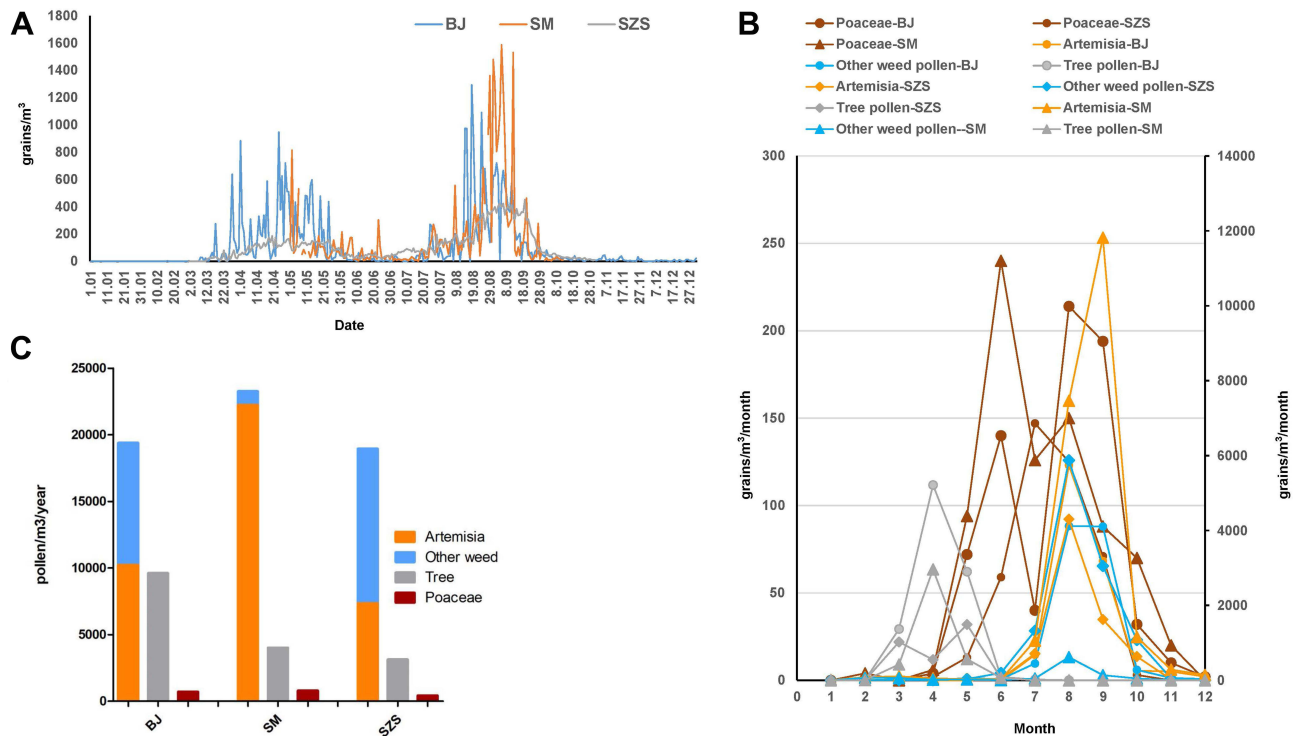 A
BJ SM SZS
1800
1600
1400
1200
1000
800
600
400
200
0
grains/m³
1.01 11.01 21.01 31.01 10.02 20.02 2.03 12.03 22.03 1.04 11.04 21.04 1.05 11.05 21.05 31.05 10.06 20.06 30.06 10.07 20.07 30.07 9.08 19.08 29.08 8.09 18.09 28.09 8.10 18.10 28.10 7.11 17.11 27.11 7.12 17.12 27.12
Date
B
Poaceae-BJ Poaceae-SZS
Poaceae-SM Artemisia-BJ
Other weed pollen-BJ Tree pollen-BJ
Artemisia-SZS Other weed pollen-SZS
Tree pollen-SZS Artemisia-SM
Other weed pollen--SM Tree pollen-SM
300 14000
250 12000
200 10000
150 8000
100 6000
50 4000
0 2000
0
grains/m³/month
grains/m³/month
0 1 2 3 4 5 6 7 8 9 10 11 12
Month
C
25000
20000
15000
10000
5000
0
pollen/m3/year
Artemisia
Other weed
Tree
Poaceae
BJ SM SZS